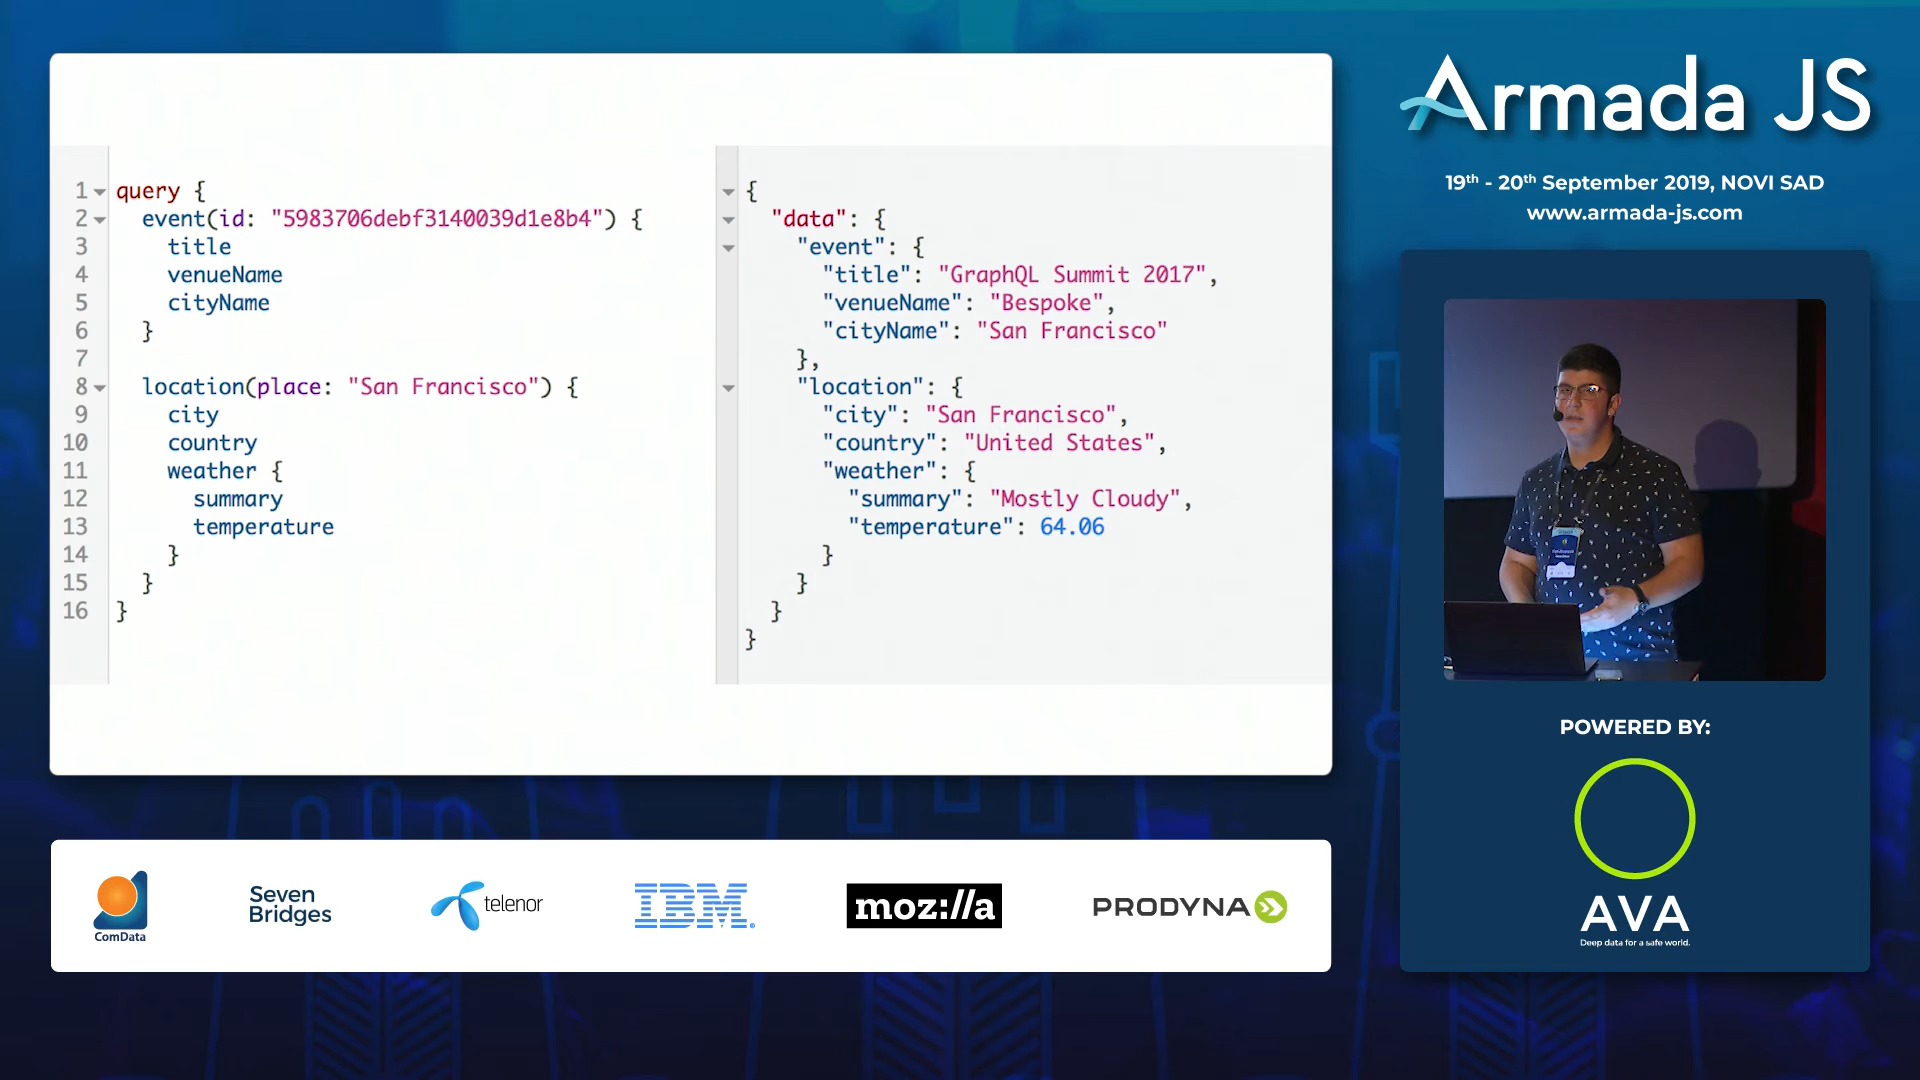 1 query {
2 event(id: "5983706debf3140039d1e8b4") {
3 title
4 venueName
5 cityName
6 }
7
8 location(place: "San Francisco") {
9 city
10 country
11 weather {
12 summary
13 temperature
14 }
15 }
16 }
{
"data": {
"event": {
"title": "GraphQL Summit 2017",
"venueName": "Bespoke",
"cityName": "San Francisco"
},
"location": {
"city": "San Francisco",
"country": "United States",
"weather": {
"summary": "Mostly Cloudy",
"temperature": 64.06
}
}
}
}
Armada JS
19th - 20th September 2019, NOVI SAD
www.armada-js.com
POWERED BY:
AVA
Deep data for a safe world.
ComData
Seven
Bridges
telenor
IBM
moz://a
PRODYNA